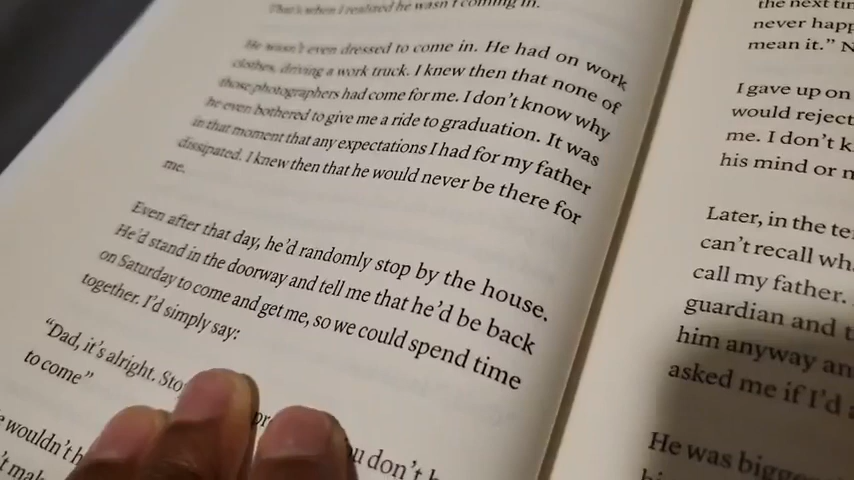 That's when I realized he wasn't coming in.
He wasn't even dressed to come in. He had on work
clothes, driving a work truck. I knew then that none of
those photographers had come for me. I don't know why
he even bothered to give me a ride to graduation. It was
in that moment that any expectations I had for my father
dissipated. I knew then that he would never be there for
me.
Even after that day, he'd randomly stop by the house.
He'd stand in the doorway and tell me that he'd be back
on Saturday to come and get me, so we could spend time
together. I'd simply say:
"Dad, it's alright. Sto
to come"
wouldn't
the next
never happ
mean it." N
I gave up on
would reject
me. I don't k
his mind or
Later, in the te
can't recall wh
call my father.
guardian and t
him anyway an
asked me if I'd a
He was bigge